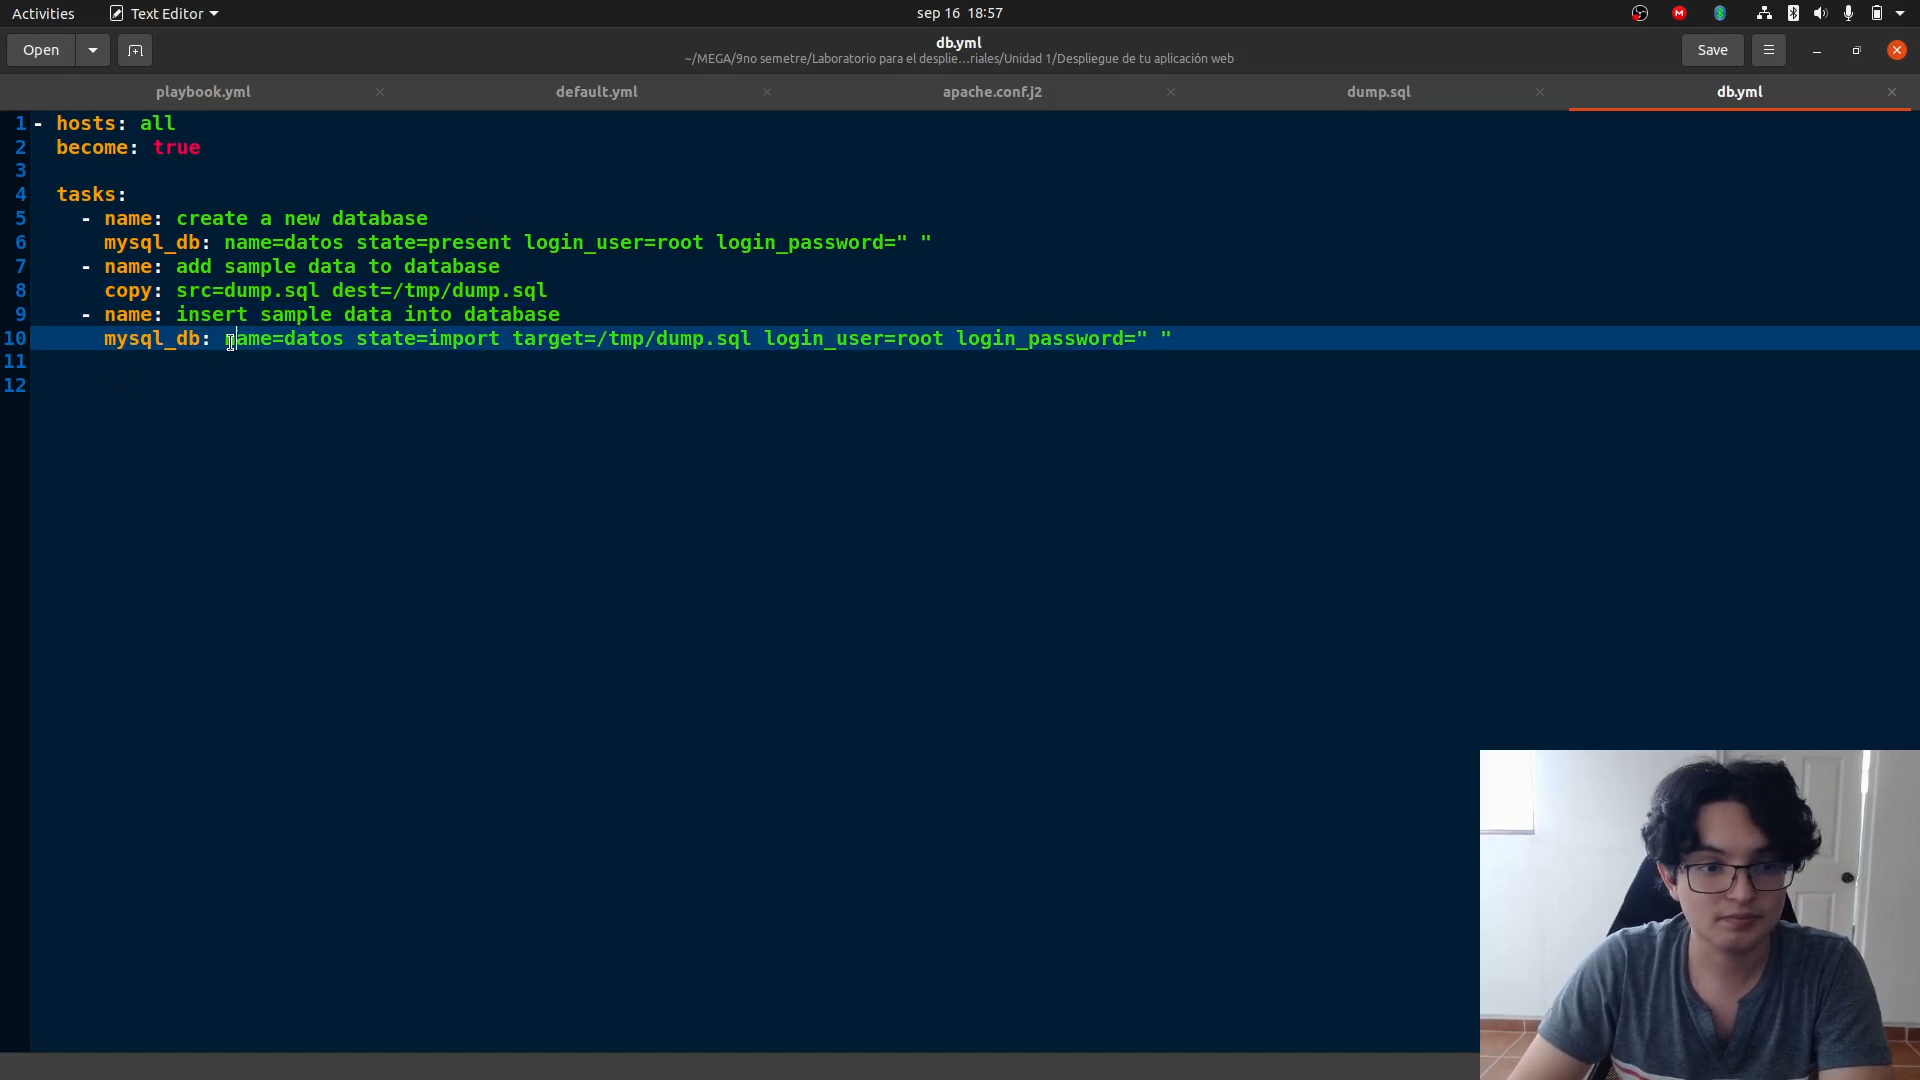 Activities Text Editor sep 16 18:57
Open db.yml Save
~/MEGA/9no semetre/Laboratorio para el desplie...riales/Unidad 1/Despliegue de tu aplicación web
playbook.yml default.yml apache.conf.j2 dump.sql db.yml
1 - hosts: all
2 become: true
3
4 tasks:
5 - name: create a new database
6 mysql_db: name=datos state=present login_user=root login_password=" "
7 - name: add sample data to database
8 copy: src=dump.sql dest=/tmp/dump.sql
9 - name: insert sample data into database
10 mysql_db: name=datos state=import target=/tmp/dump.sql login_user=root login_password=" "
11
12